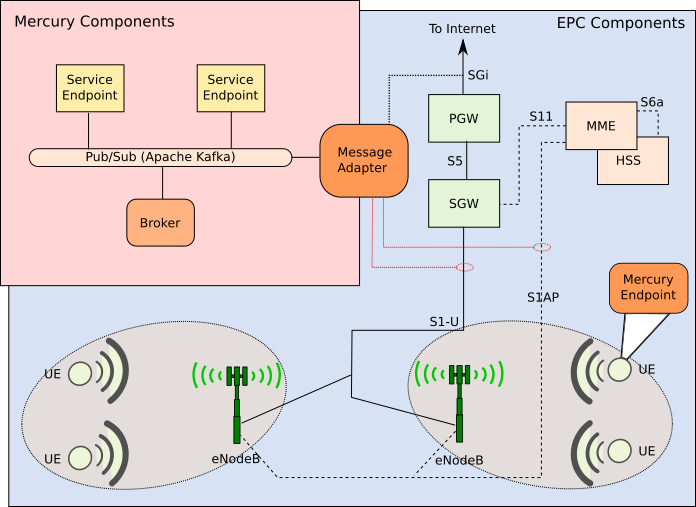 Mercury Components
EPC Components
To Internet
SGi
Service
Endpoint
Service
Endpoint
PGW
S11
S6a
MME
HSS
Pub/Sub (Apache Kafka)
Message
Adapter
S5
SGW
Broker
Mercury
Endpoint
S1AP
S1-U
UE
UE
eNodeB
eNodeB
UE
UE